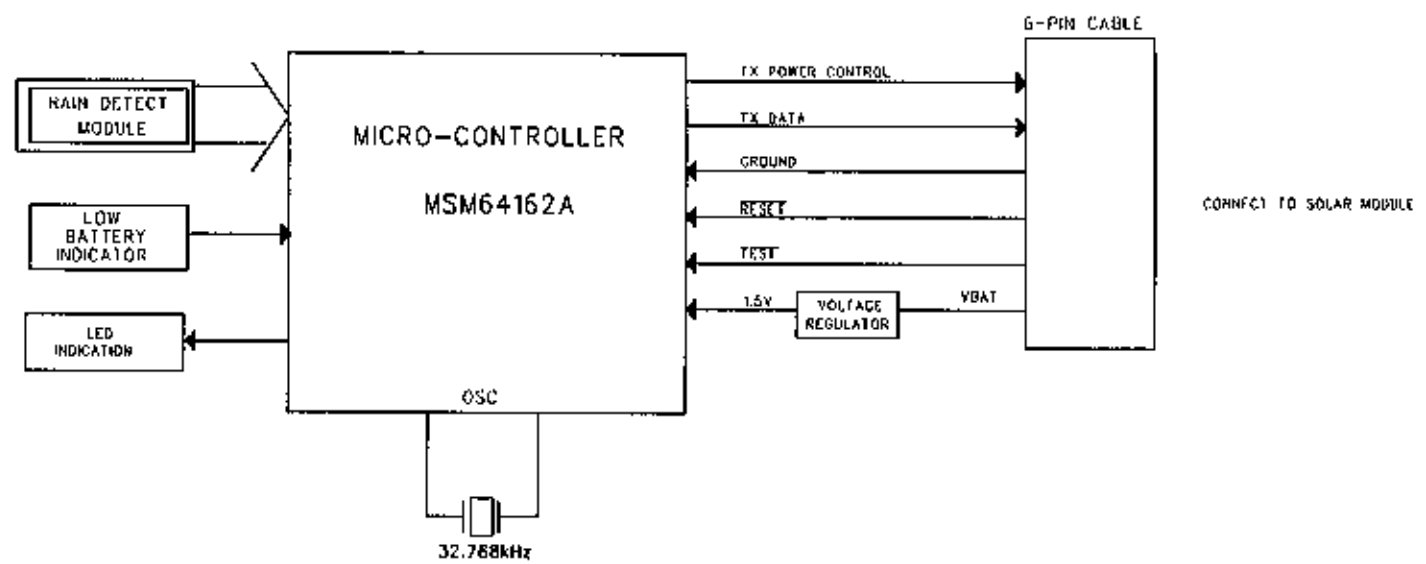 6-PIN CABLE
RAIN DETECT
MODULE
TX POWER CONTROL
TX DATA
MICRO-CONTROLLER
GROUND
MSM64162A
RESET
CONNECT TO SOLAR MODULE
LOW
BATTERY
INDICATOR
TEST
1.5V
VOLTAGE
REGULATOR
VBAT
LED
INDICATION
OSC
32.768kHz